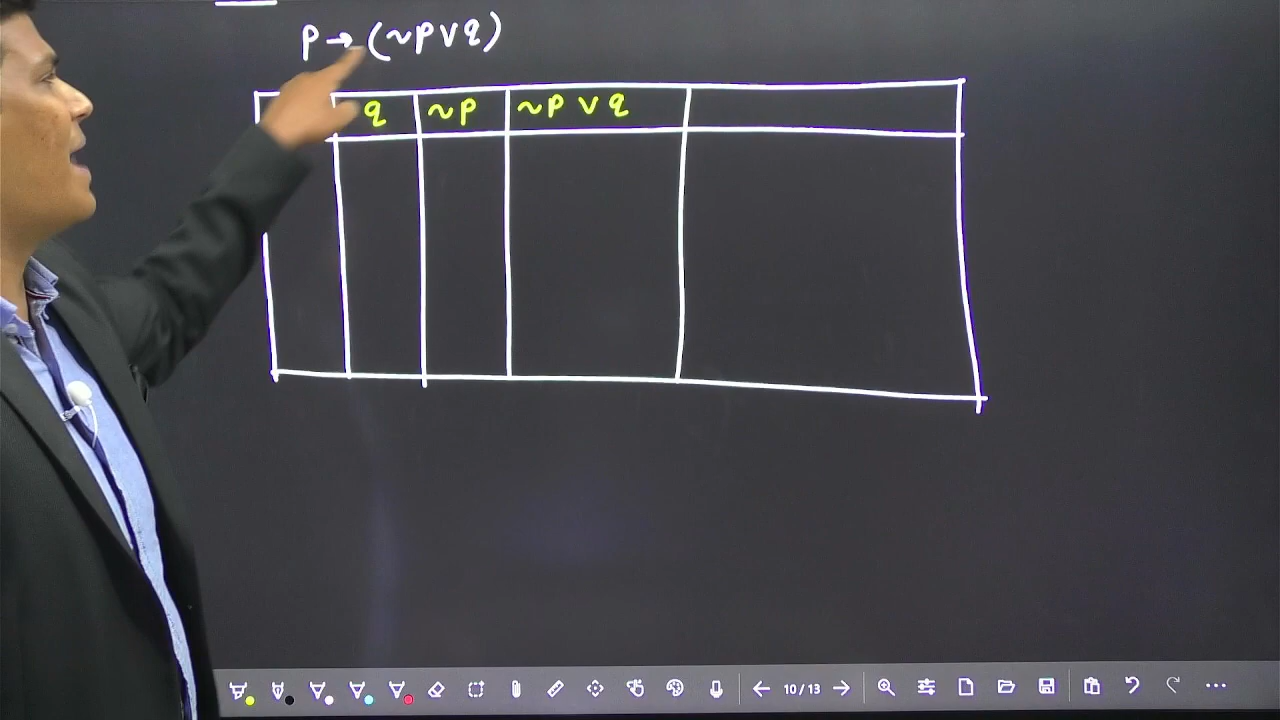 p → (~p ∨ q)
q ~p ~p ∨ q
10/13